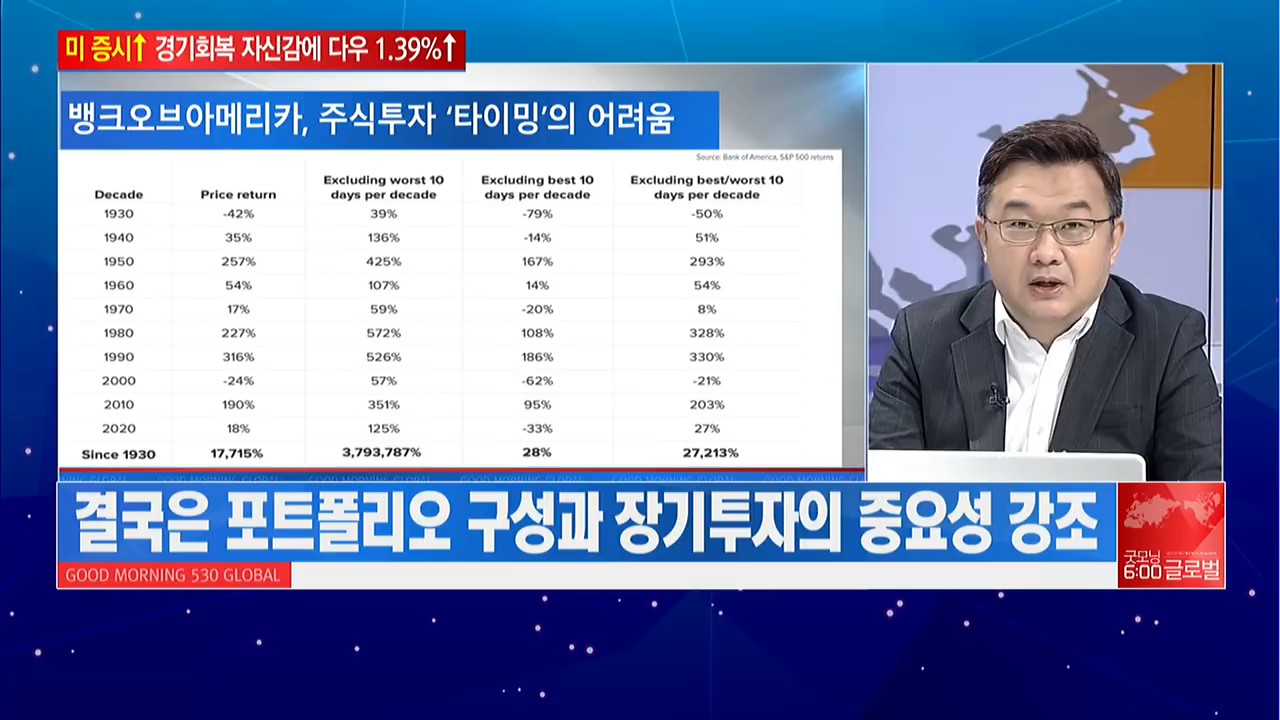 미 증시↑ 경기회복 자신감에 다우 1.39%↑
뱅크오브아메리카, 주식투자 ‘타이밍’의 어려움
Source: Bank of America, S&P 500 returns
Decade Price return Excluding worst 10 days per decade Excluding best 10 days per decade Excluding best/worst 10 days per decade
1930 -42% 39% -79% -50%
1940 35% 136% -14% 51%
1950 257% 425% 167% 293%
1960 54% 107% 14% 54%
1970 17% 59% -20% 8%
1980 227% 572% 108% 328%
1990 316% 526% 186% 330%
2000 -24% 57% -62% -21%
2010 190% 351% 95% 203%
2020 18% 125% -33% 27%
Since 1930 17,715% 3,793,787% 28% 27,213%
결국은 포트폴리오 구성과 장기투자의 중요성 강조
GOOD MORNING 530 GLOBAL
굿모닝
6:00 글로벌